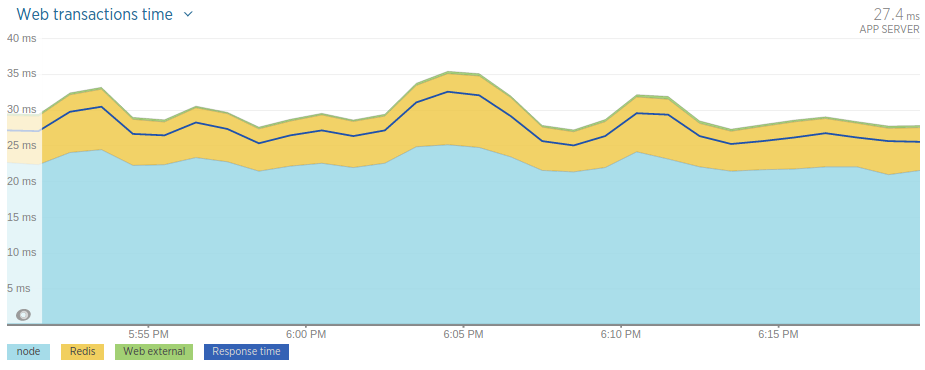 Web transactions time
27.4 ms
APP SERVER
40 ms
35 ms
30 ms
25 ms
20 ms
15 ms
10 ms
5 ms
5:55 PM 6:00 PM 6:05 PM 6:10 PM 6:15 PM
node Redis Web external Response time